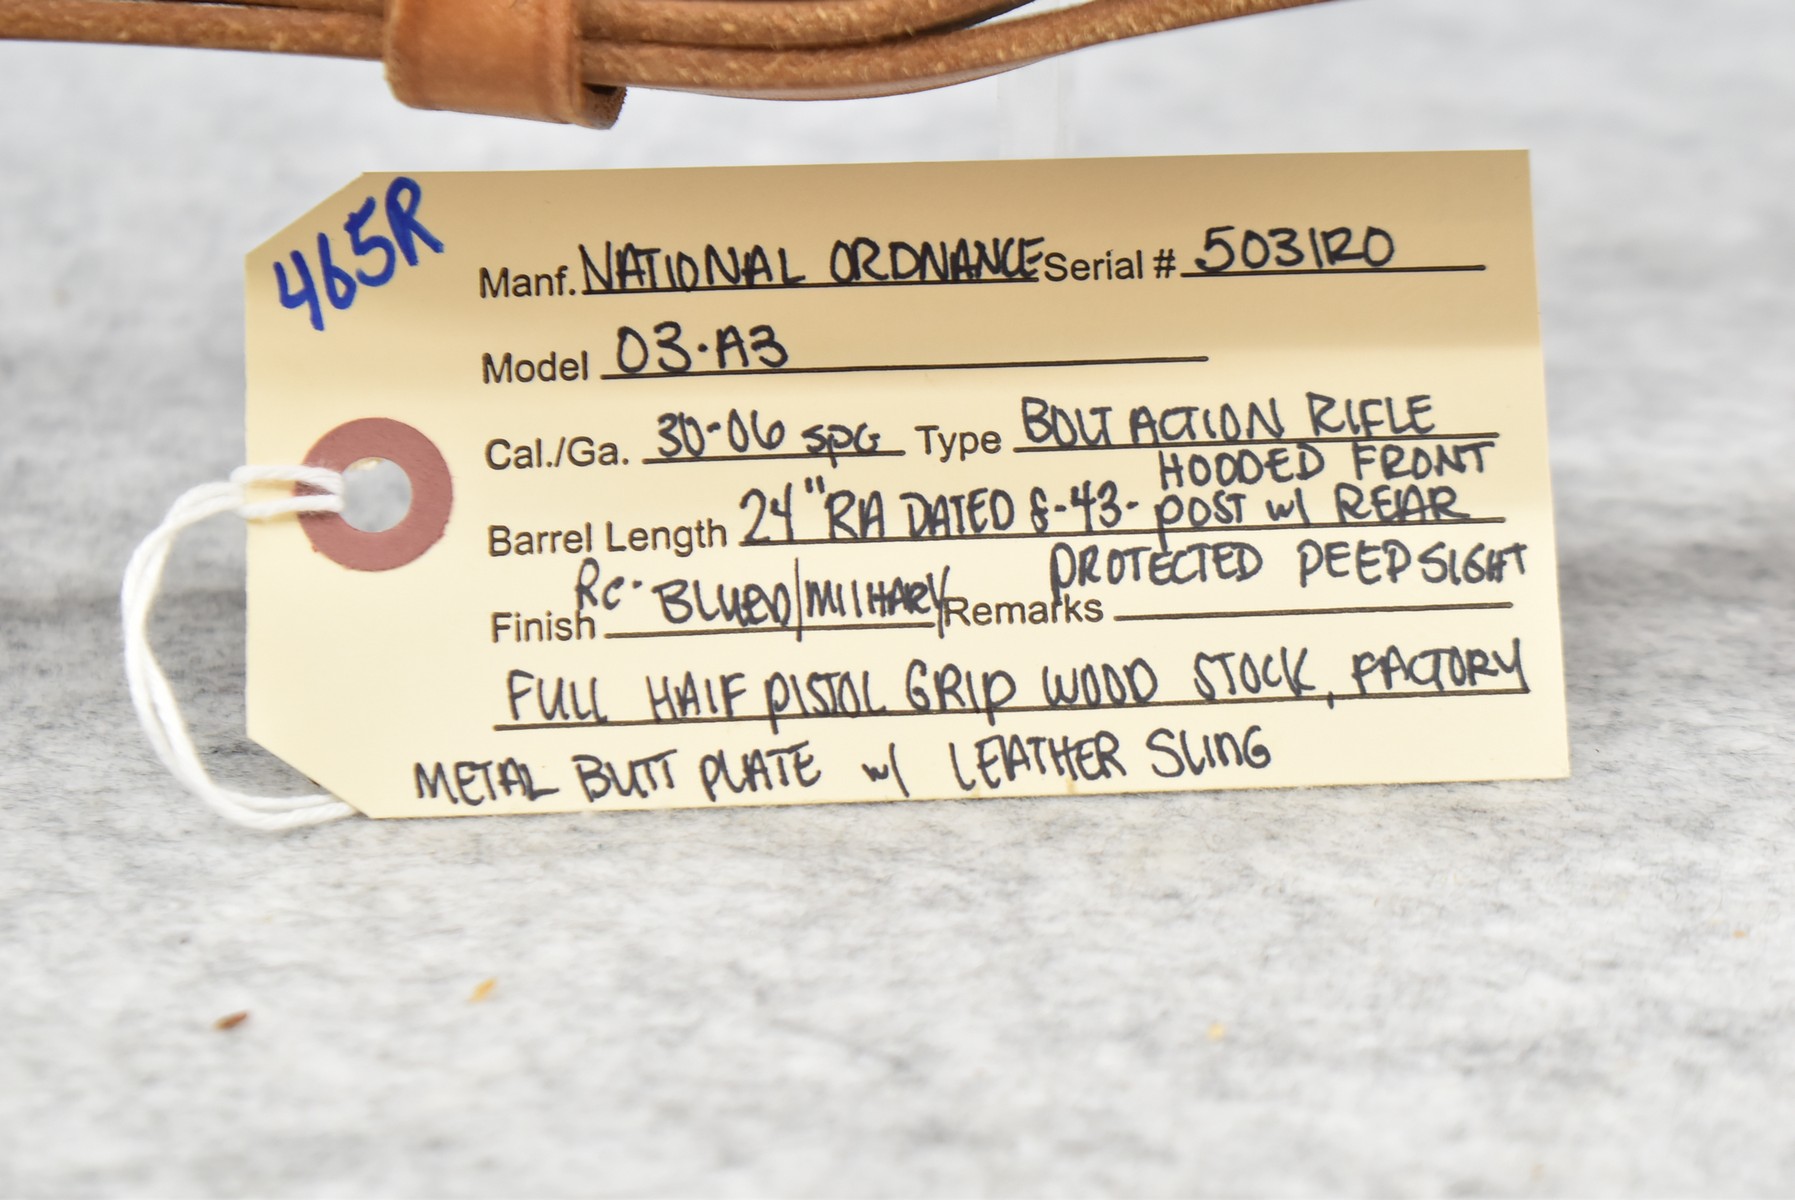 465R
Manf. NATIONAL ORDNANCE Serial # 503120
Model 03-A3
Cal./Ga. 30-06 SPG Type BOLT ACTION RIFLE
HOODED FRONT
Barrel Length 24" RA DATED 8-43- POST w/ REAR
PROTECTED PEEP SIGHT
Finish RC- BLUED/MILITARY Remarks
FULL HALF PISTOL GRIP WOOD STOCK, FACTORY
METAL BUTT PLATE w/ LEATHER SLING